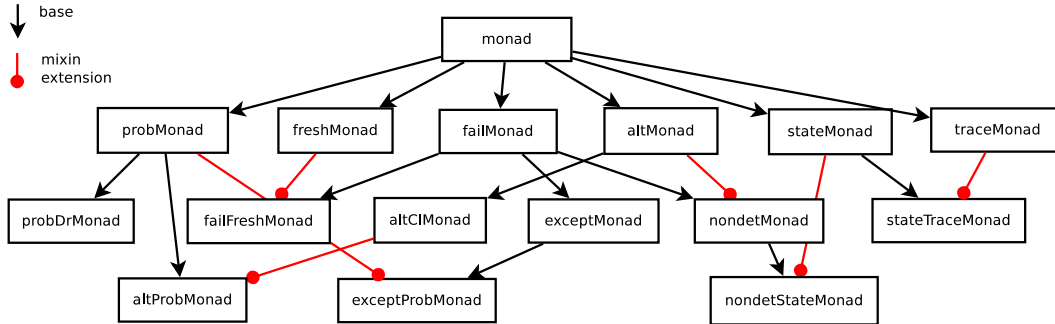 base
mixin
extension
monad
probMonad
freshMonad
failMonad
altMonad
stateMonad
traceMonad
probDrMonad
failFreshMonad
altCIMonad
exceptMonad
nondetMonad
stateTraceMonad
altProbMonad
exceptProbMonad
nondetStateMonad